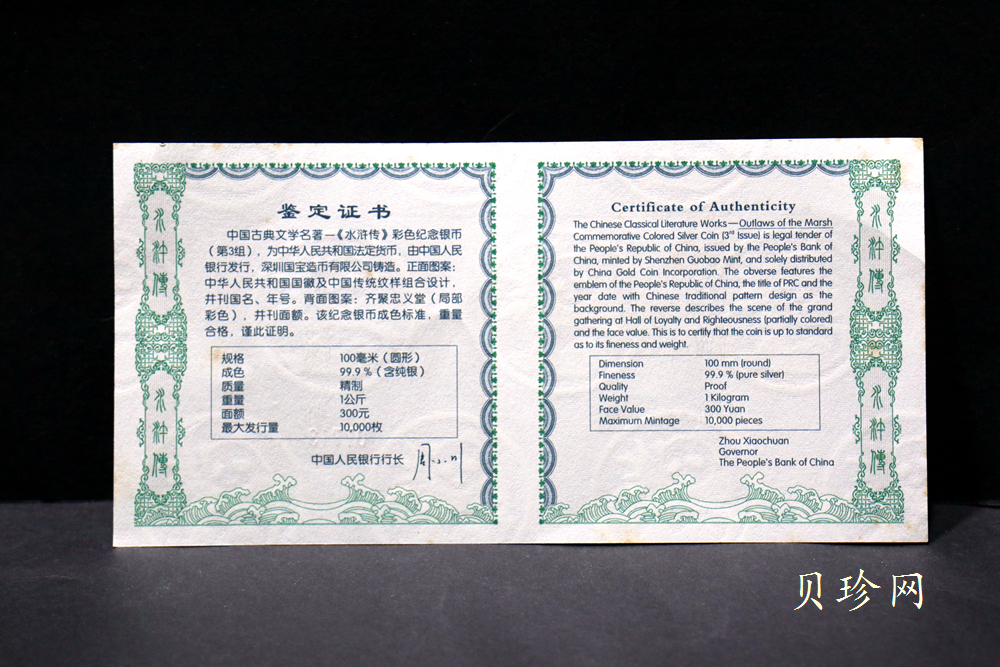 鉴定证书
中国古典文学名著—《水浒传》彩色纪念银币
（第3组），为中华人民共和国法定货币，由中国人民
银行发行，深圳国宝造币有限公司铸造。正面图案：
中华人民共和国国徽及中国传统纹样组合设计，
并刊国名、年号。背面图案：齐聚忠义堂（局部
彩色），并刊面额。该纪念银币成色标准，重量
合格，谨此证明。
规格 100毫米（圆形）
成色 99.9％（含纯银）
质量 精制
重量 1公斤
面额 300元
最大发行量 10,000枚
中国人民银行行长
水浒傳
水浒傳
Certificate of Authenticity
The Chinese Classical Literature Works—Outlaws of the Marsh
Commemorative Colored Silver Coin (3rd Issue) is legal tender of
the People's Republic of China, issued by the People's Bank of
China, minted by Shenzhen Guobao Mint, and solely distributed
by China Gold Coin Incorporation. The obverse features the
emblem of the People's Republic of China, the title of PRC and the
year date with Chinese traditional pattern design as the
background. The reverse describes the scene of the grand
gathering at Hall of Loyalty and Righteousness (partially colored)
and the face value. This is to certify that the coin is up to standard
as to its fineness and weight.
Dimension 100 mm (round)
Fineness 99.9 % (pure silver)
Quality Proof
Weight 1 Kilogram
Face Value 300 Yuan
Maximum Mintage 10,000 pieces
Zhou Xiaochuan
Governor
The People's Bank of China
水浒傳
水浒傳
贝珍网